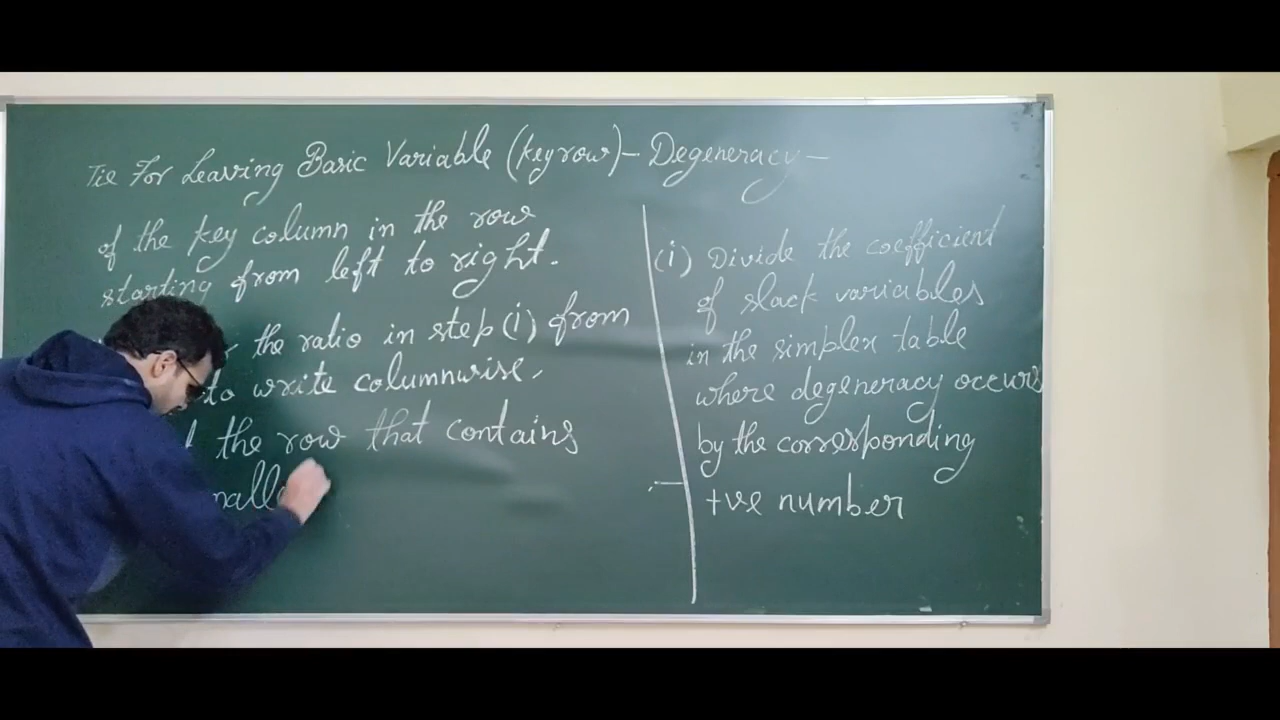 Tie For Leaving Basic Variable (key row) - Degeneracy -
(i) Divide the coefficient
of slack variables
in the simplex table
where degeneracy occurs
by the corresponding
+ve number
of the key column in the row
starting from left to right.
the ratio in step (i) from
to write columnwise.
the row that contains